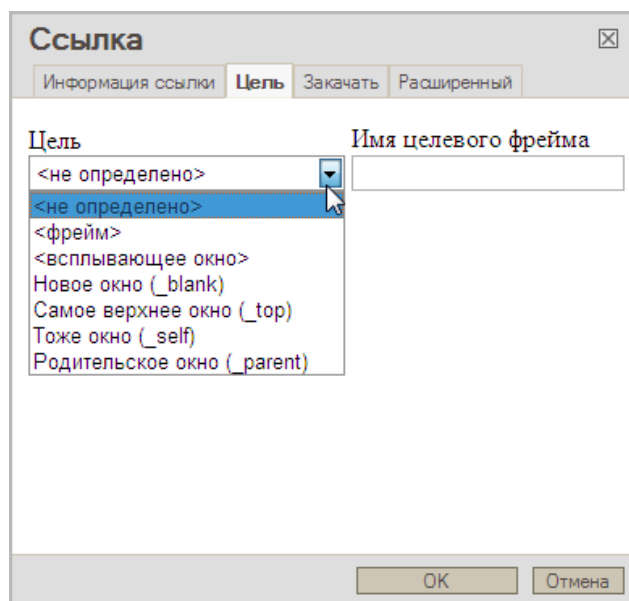 Ссылка
Информация ссылки Цель Закачать Расширенный
Цель Имя целевого фрейма
<не определено>
<не определено>
<фрейм>
<всплывающее окно>
Новое окно (_blank)
Самое верхнее окно (_top)
Тоже окно (_self)
Родительское окно (_parent)
OK Отмена